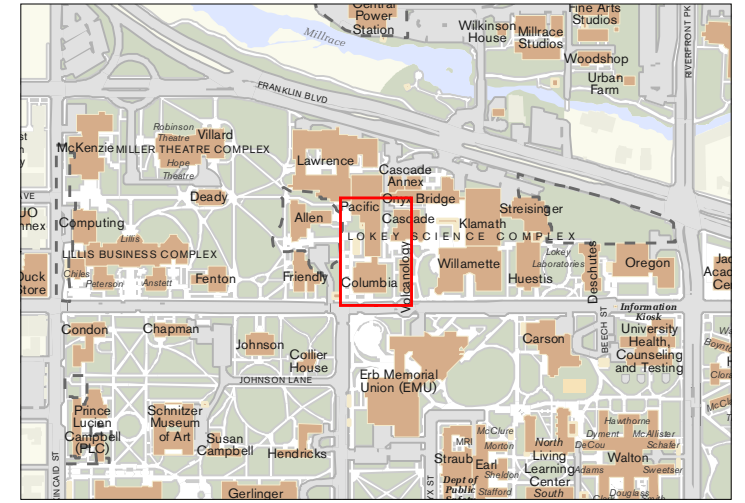 Central
Power
Station
Fine Arts
Studios
Wilkinson
House
Millrace
Studios
Millrace
Woodshop
Urban
Farm
RIVERFRONT PK
FRANKLIN BLVD
Robinson
Theatre
Villard
McKenzie
MILLER THEATRE COMPLEX
Hope
Theatre
Lawrence
Cascade
Annex
Deady
Onyx Bridge
Pacific
Allen
Cascade
Streisinger
Klamath
Computing
Lillis
LOKEY SCIENCE COMPLEX
LILLIS BUSINESS COMPLEX
Chiles
Peterson
Anstett
Fenton
Friendly
Columbia
Volcanology
Willamette
Huestis
Lokey
Laboratories
Deschutes
Oregon
Duck
Store
Information
Kiosk
Condon
Chapman
Johnson
Collier
House
JOHNSON LANE
Erb Memorial
Union (EMU)
Carson
BEECH ST
University
Health,
Counseling
and Testing
Prince
Lucien
Campbell
(PLC)
Schnitzer
Museum
of Art
Susan
Campbell
Hendricks
Gerlinger
MRI
Straub
McClure
Morton
Earl
Sheldon
Stafford
Dept of
Public
North
Living
Learning
Center
South
Hawthorne
Dyment
McAllister
DeCou
Schafer
Walton
Adams
Sweetser
Douglass